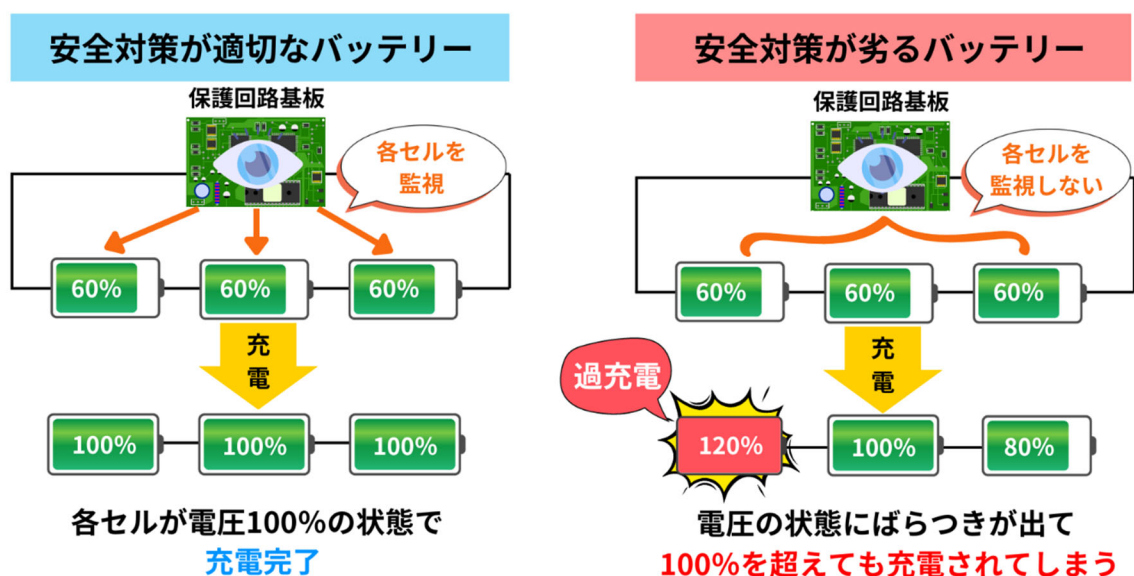 安全対策が適切なバッテリー
保護回路基板
各セルを
監視
60%
60%
60%
充
電
100%
100%
100%
各セルが電圧100%の状態で
充電完了
安全対策が劣るバッテリー
保護回路基板
各セルを
監視しない
60%
60%
60%
充
電
過充電
120%
100%
80%
電圧の状態にばらつきが出て
100%を超えても充電されてしまう